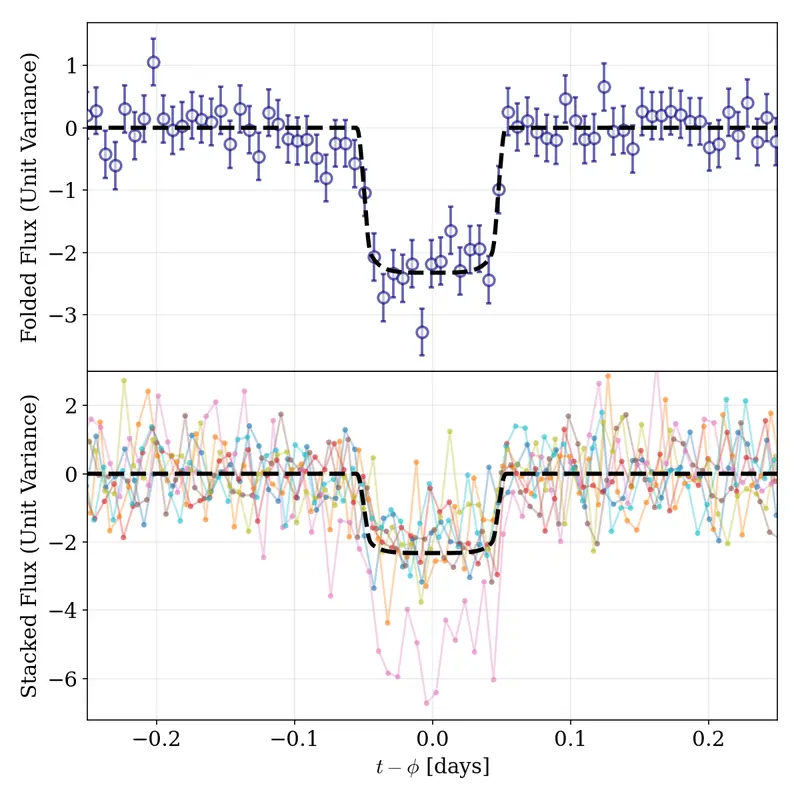 Folded Flux (Unit Variance)
1
0
−1
−2
−3
Stacked Flux (Unit Variance)
2
0
−2
−4
−6
−0.2 −0.1 0.0 0.1 0.2
t − ϕ [days]